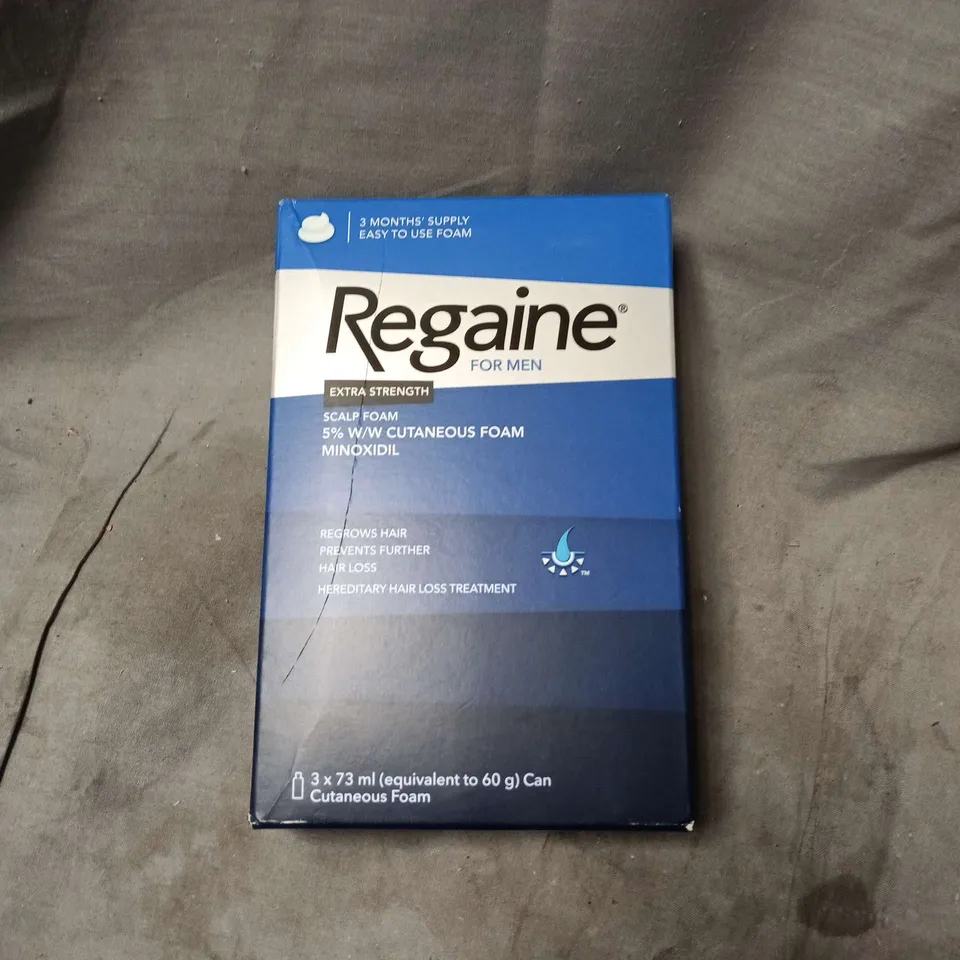 3 MONTHS' SUPPLY
EASY TO USE FOAM
Regaine®
FOR MEN
EXTRA STRENGTH
SCALP FOAM
5% W/W CUTANEOUS FOAM
MINOXIDIL
REGROWS HAIR
PREVENTS FURTHER
HAIR LOSS
HEREDITARY HAIR LOSS TREATMENT
TM
3 x 73 ml (equivalent to 60 g) Can
Cutaneous Foam